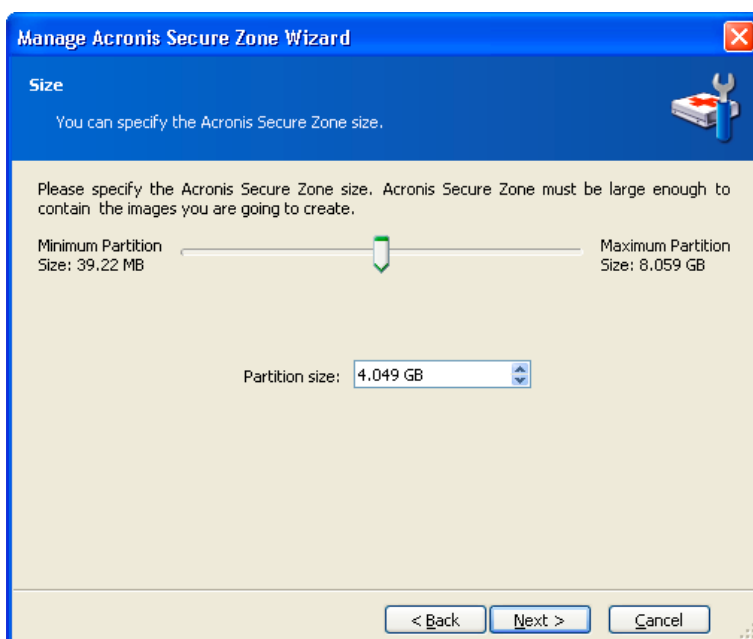 Manage Acronis Secure Zone Wizard
Size
You can specify the Acronis Secure Zone size.
Please specify the Acronis Secure Zone size. Acronis Secure Zone must be large enough to
contain the images you are going to create.
Minimum Partition
Size: 39.22 MB
Maximum Partition
Size: 8.059 GB
Partition size: 4.049 GB
< Back Next > Cancel